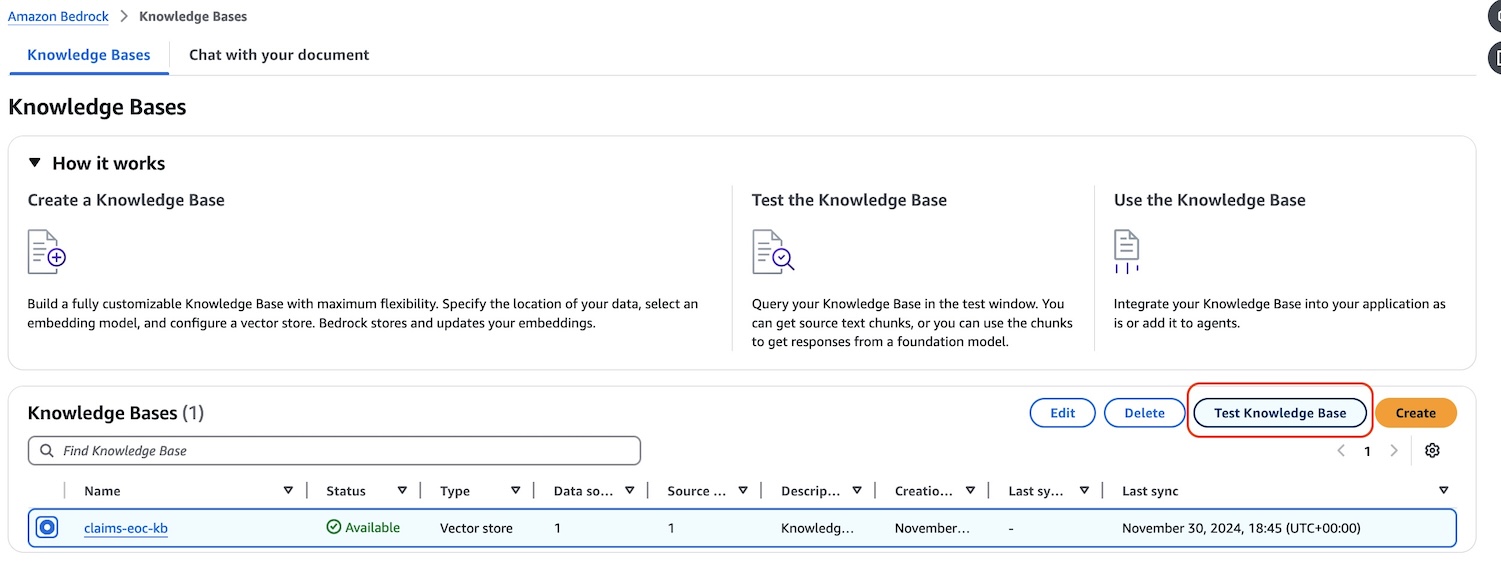 Amazon Bedrock > Knowledge Bases
Knowledge Bases
Chat with your document
Knowledge Bases
▼ How it works
Create a Knowledge Base
Build a fully customizable Knowledge Base with maximum flexibility. Specify the location of your data, select an
embedding model, and configure a vector store. Bedrock stores and updates your embeddings.
Test the Knowledge Base
Query your Knowledge Base in the test window. You
can get source text chunks, or you can use the chunks
to get responses from a foundation model.
Use the Knowledge Base
Integrate your Knowledge Base into your application as
is or add it to agents.
Knowledge Bases (1)
Edit
Delete
Test Knowledge Base
Create
Find Knowledge Base
< 1 >
Name Status Type Data so... Source ... Descrip... Creatio... Last sy... Last sync
claims-eoc-kb Available Vector store 1 1 Knowledg... November... - November 30, 2024, 18:45 (UTC+00:00)